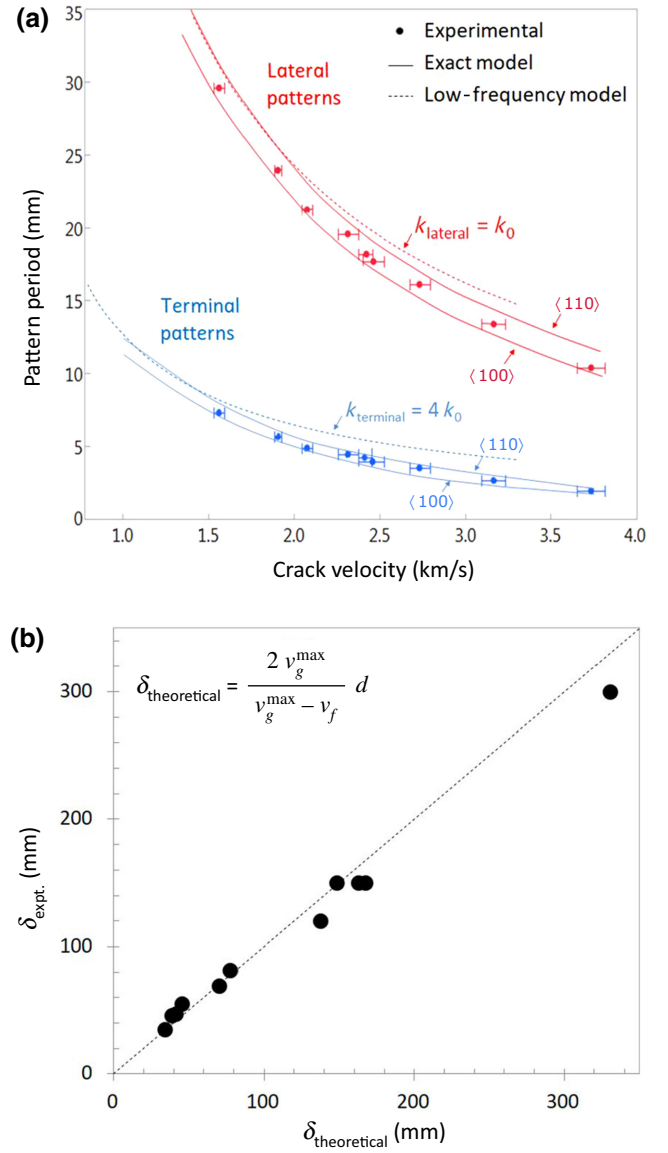 (a)
35
30
25
20
15
10
5
0
Pattern period (mm)
Experimental
Exact model
Low-frequency model
Lateral
patterns
k_lateral = k_0
⟨110⟩
⟨100⟩
Terminal
patterns
k_terminal = 4 k_0
⟨110⟩
⟨100⟩
1.0 1.5 2.0 2.5 3.0 3.5 4.0
Crack velocity (km/s)
(b)
δ_theoretical = 2 v_g^max / (v_g^max − v_f) d
300
200
100
0
δ_expt. (mm)
0 100 200 300
δ_theoretical (mm)